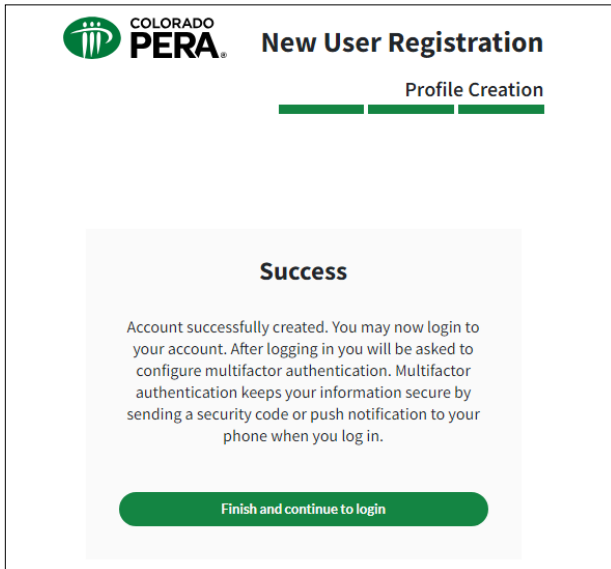 COLORADO
PERA®
New User Registration
Profile Creation
Success
Account successfully created. You may now login to
your account. After logging in you will be asked to
configure multifactor authentication. Multifactor
authentication keeps your information secure by
sending a security code or push notification to your
phone when you log in.
Finish and continue to login